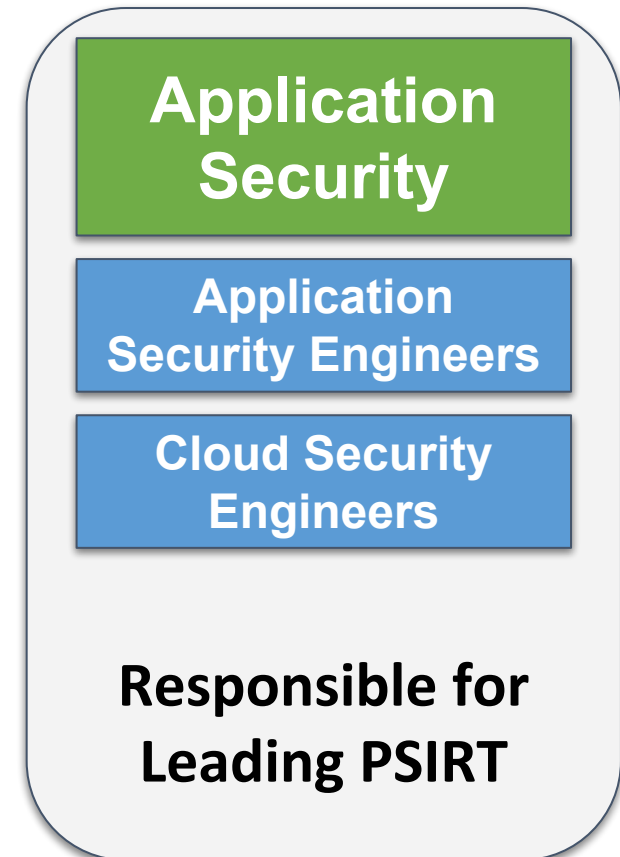 Application
Security
Application
Security Engineers
Cloud Security
Engineers
Responsible for
Leading PSIRT